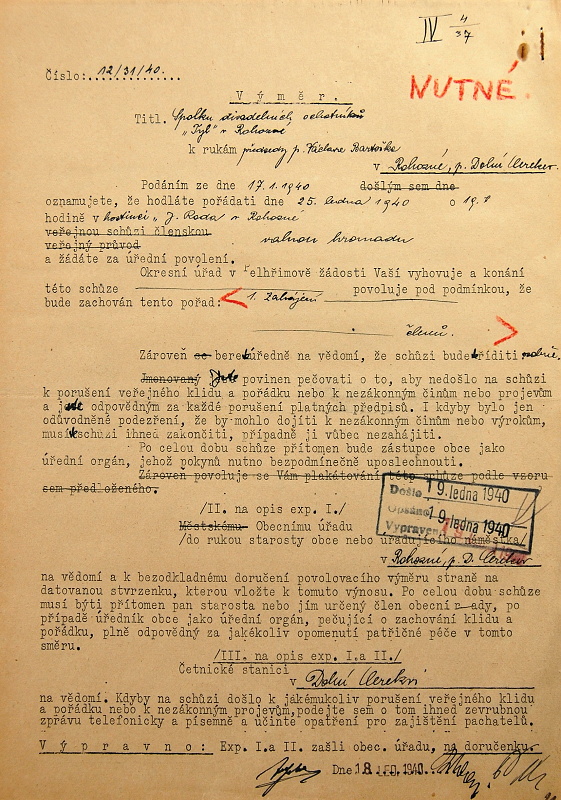 IV 4/37
Číslo: 12/31/40.
NUTNÉ.
Výměr.
Titl. Spolku divadelních ochotníků
„Tyl" v Rohozné
k rukám předsedy p. Václava Bartoška
v Rohozné, p. Dolní Cerekev.
Podáním ze dne 17.1.1940 došlým sem dne
oznamujete, že hodláte pořádati dne 25. ledna 1940 o 19.
hodině v hostinci „J. Roda v Rohozné
veřejnou schůzi členskou
veřejný průvod valnou hromadu
a žádáte za úřední povolení.
Okresní úřad v Pelhřimově žádosti Vaší vyhovuje a konání
této schůze povoluje pod podmínkou, že
bude zachován tento pořad: 1. Zahájení
členů.
Zároveň se bere úředně na vědomí, že schůzi bude říditi
Jmenovaný jste povinen pečovati o to, aby nedošlo na schůzi
k porušení veřejného klidu a pořádku nebo k nezákonným činům nebo projevům
a jste odpovědným za každé porušení platných předpisů. I kdyby bylo jen
odůvodněné podezření, že by mohlo dojíti k nezákonným činům nebo výrokům,
musí schůzi ihned zakončiti, případně ji vůbec nezahájiti.
Po celou dobu schůze přítomen bude zástupce obce jako
úřední orgán, jehož pokynů nutno bezpodmínečně uposlechnouti.
Zároveň povoluje se Vám plakátování této schůze podle vzoru
sem předloženého.
Došlo 19. ledna 1940
Opsáno 19. ledna 1940
Vypraveno
/II. na opis exp. I./
Městskému Obecnímu úřadu
/do rukou starosty obce nebo úřadujícího náměstka/
v Rohozné, p. D. Cerekev
na vědomí a k bezodkladnému doručení povolovacího výměru straně na
datovanou stvrzenku, kterou vložte k tomuto výnosu. Po celou dobu schůze
musí býti přítomen pan starosta nebo jím určený člen obecní rady, po
případě úředník obce jako úřední orgán, pečující o zachování klidu a
pořádku, plně odpovědný za jakékoliv opomenutí patřičné péče v tomto
směru.
/III. na opis exp. I.a II./
Četnické stanici
v Dolní Cerekvi
na vědomí. Kdyby na schůzi došlo k jakémukoliv porušení veřejného klidu
a pořádku nebo k nezákonným projevům, podejte sem o tom ihned zevrubnou
zprávu telefonicky a písemně a učiňte opatření pro zajištění pachatelů.
Výpravno: Exp. I.a II. zašli obec. úřadu, na doručenku.
Dne 18. LED. 1940.